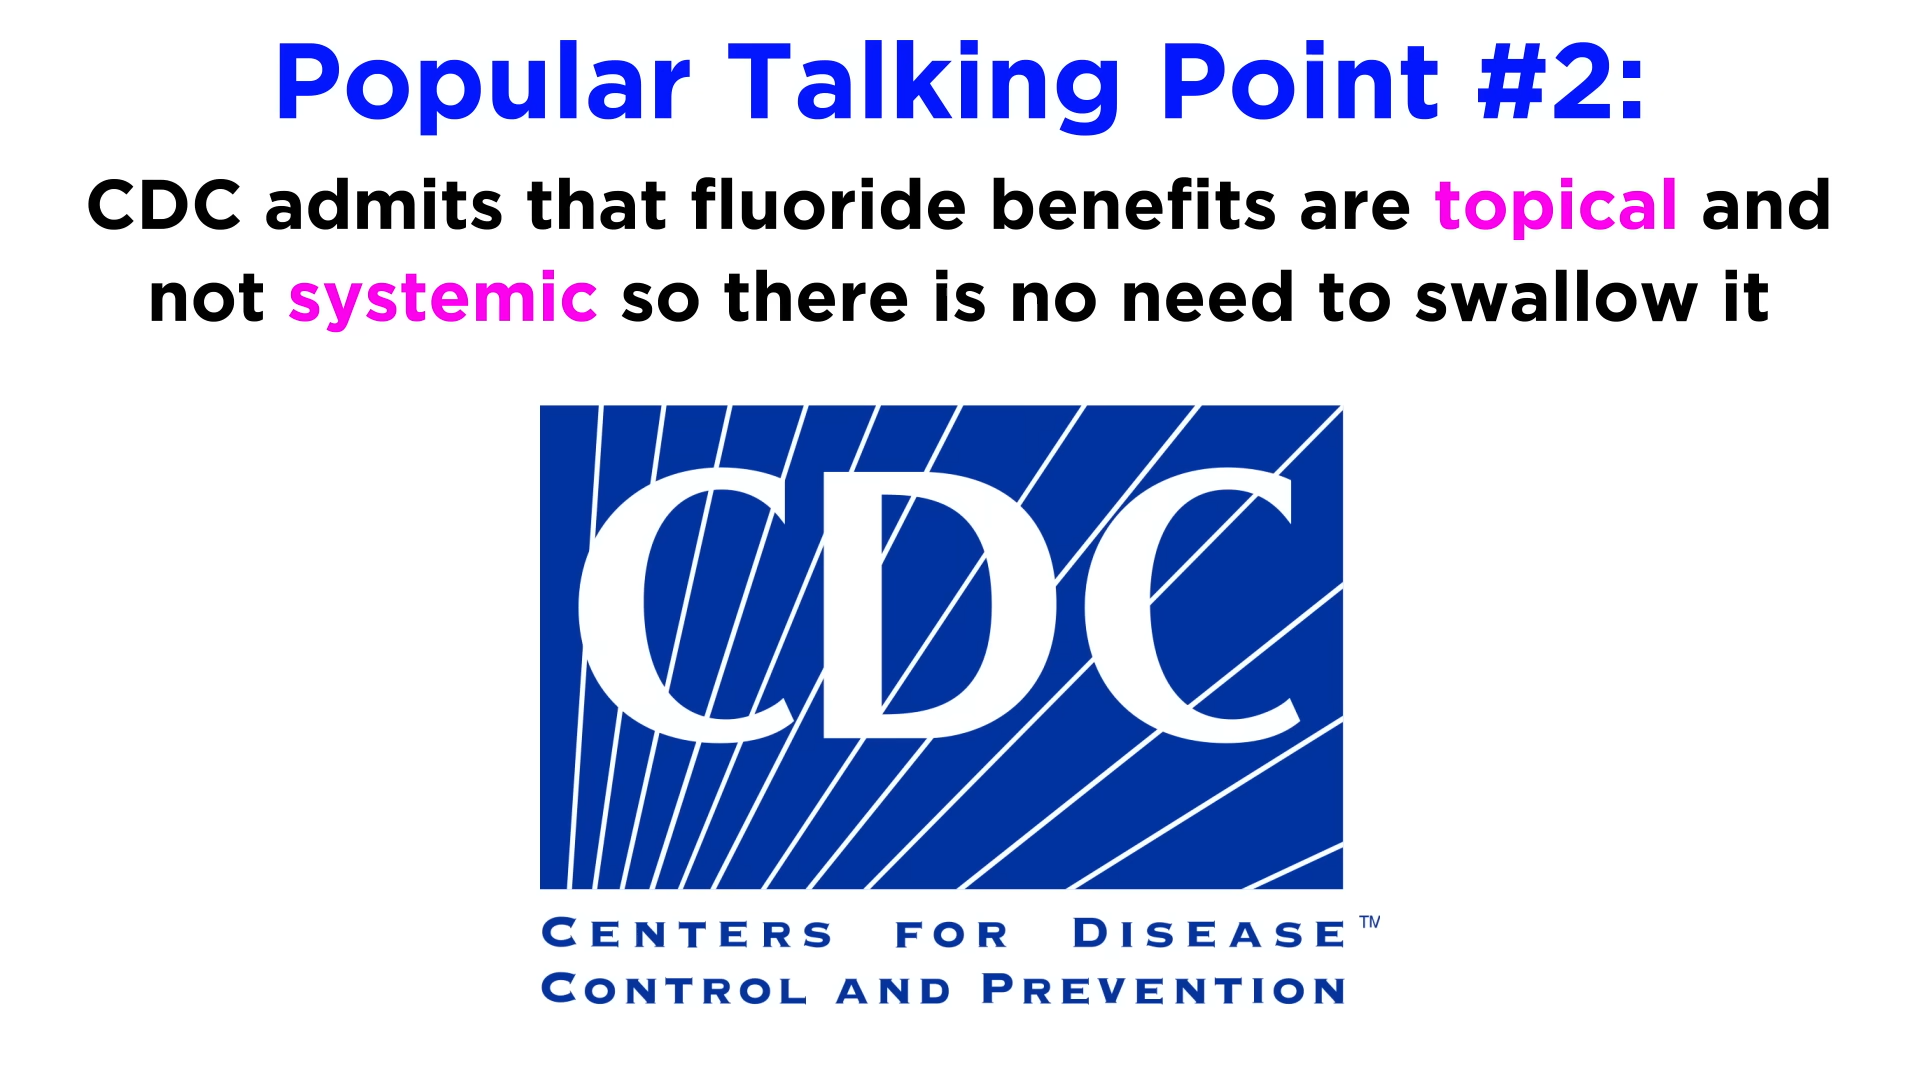 Popular Talking Point #2:
CDC admits that fluoride benefits are topical and
not systemic so there is no need to swallow it
CDC
CENTERS FOR DISEASE™
CONTROL AND PREVENTION